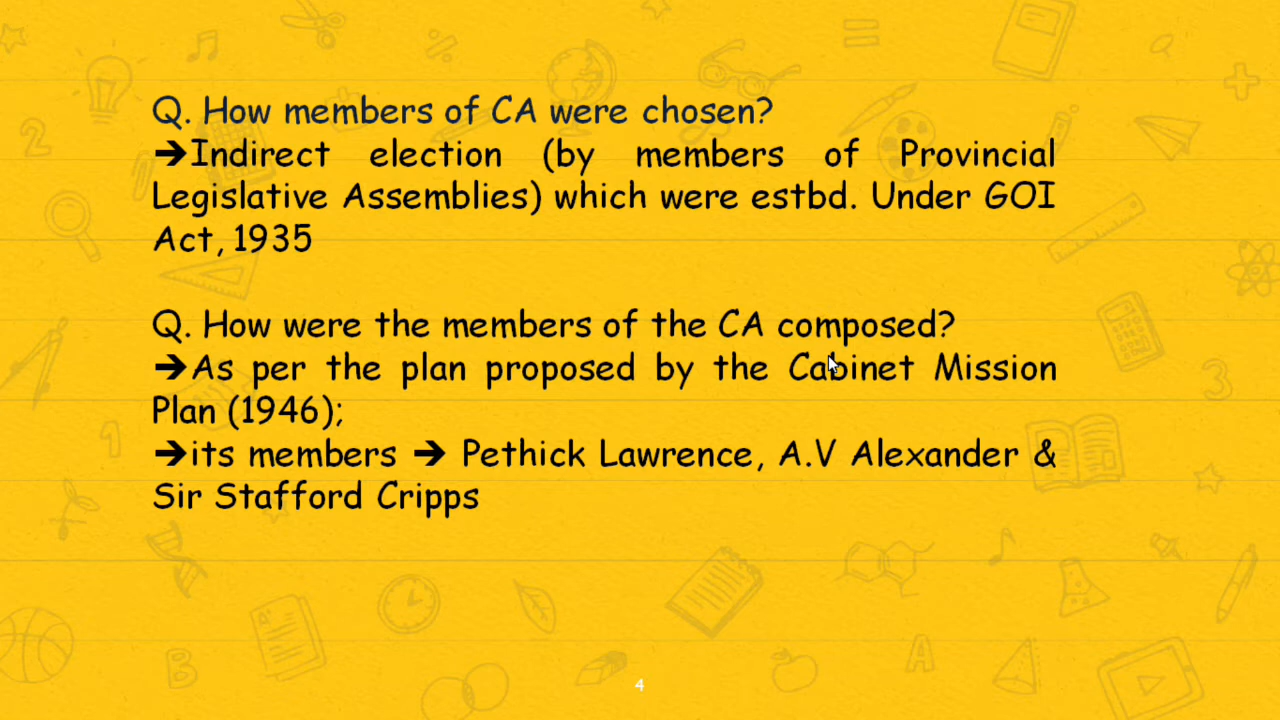 Q. How members of CA were chosen?
➔Indirect election (by members of Provincial
Legislative Assemblies) which were estbd. Under GOI
Act, 1935
Q. How were the members of the CA composed?
➔As per the plan proposed by the Cabinet Mission
Plan (1946);
➔its members ➔ Pethick Lawrence, A.V Alexander &
Sir Stafford Cripps
4